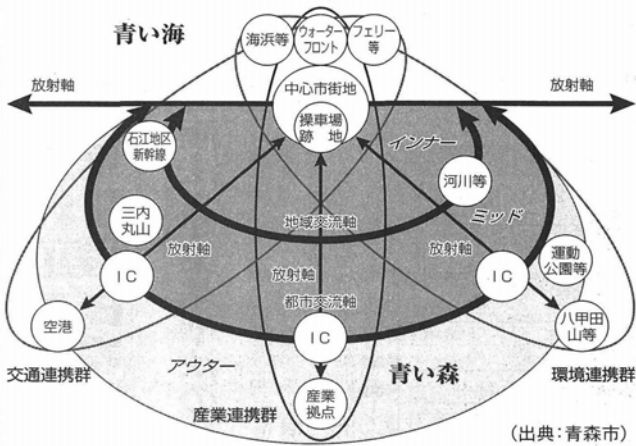 青い海
海浜等
ウォーター
フロント
フェリー
等
放射軸
放射軸
中心市街地
操車場
跡 地
石江地区
新幹線
インナー
河川等
三内
丸山
地域交流軸
ミッド
放射軸
放射軸
放射軸
IC
IC
運動
公園等
都市交流軸
空港
IC
八甲田
山等
アウター
青い森
交通連携群
産業連携群
産業
拠点
環境連携群
(出典:青森市)